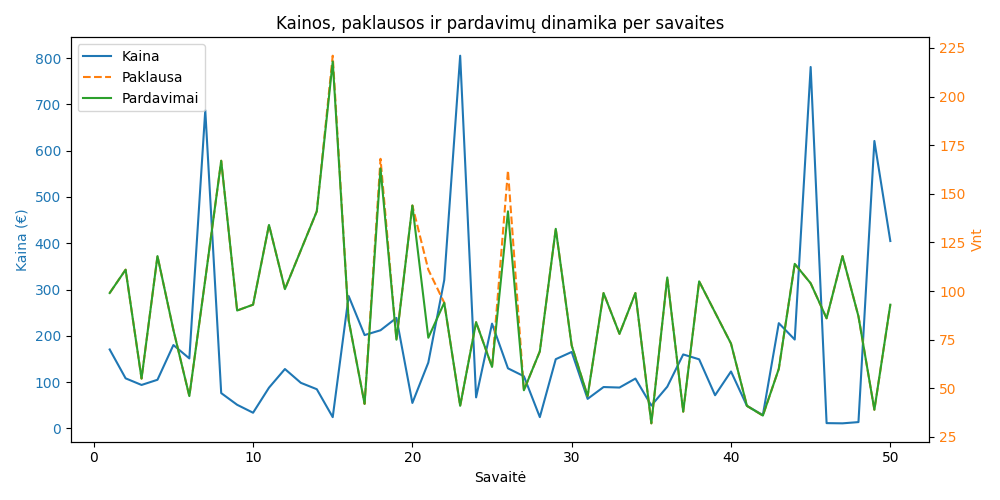 Kainos, paklausos ir pardavimų dinamika per savaites
Kaina
Paklausa
Pardavimai
Kaina (€)
800
700
600
500
400
300
200
100
0
225
200
175
150
125
100
75
50
25
Vnt
0 10 20 30 40 50
Savaitė